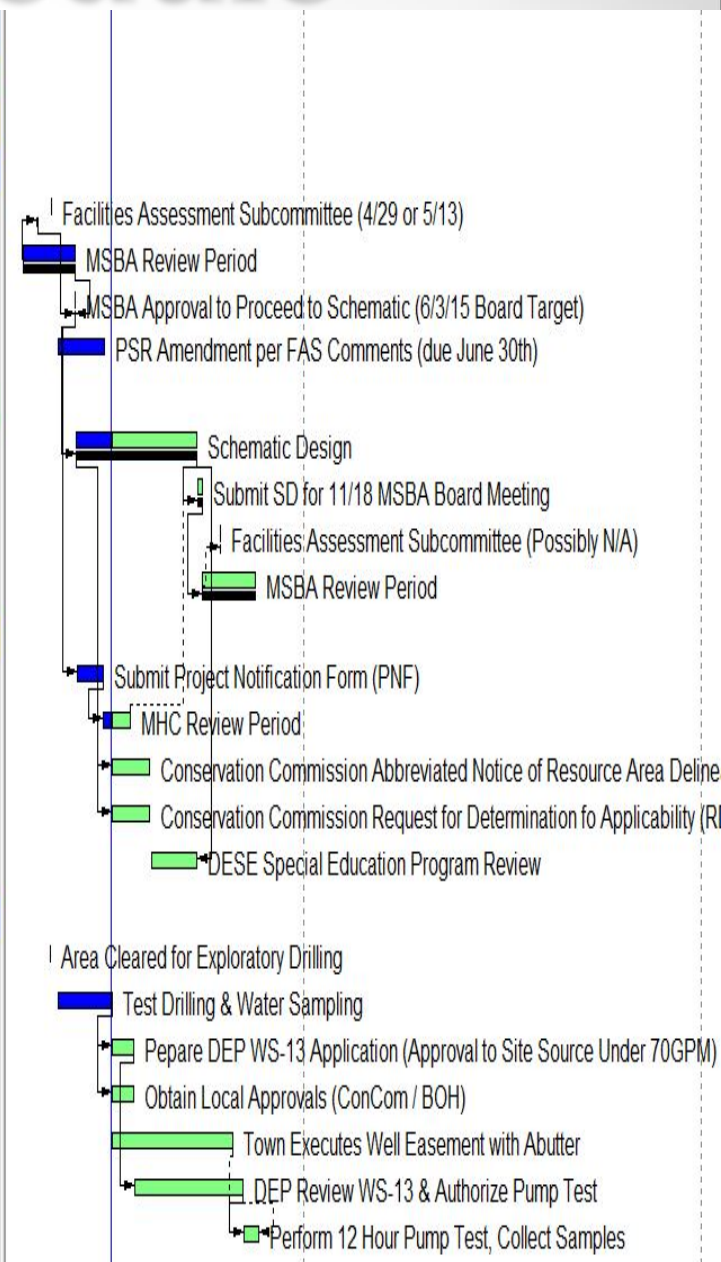 Facilities Assessment Subcommittee (4/29 or 5/13)
MSBA Review Period
MSBA Approval to Proceed to Schematic (6/3/15 Board Target)
PSR Amendment per FAS Comments (due June 30th)
Schematic Design
Submit SD for 11/18 MSBA Board Meeting
Facilities Assessment Subcommittee (Possibly N/A)
MSBA Review Period
Submit Project Notification Form (PNF)
MHC Review Period
Conservation Commission Abbreviated Notice of Resource Area Deline
Conservation Commission Request for Determination fo Applicability (R
DESE Special Education Program Review
Area Cleared for Exploratory Drilling
Test Drilling & Water Sampling
Pepare DEP WS-13 Application (Approval to Site Source Under 70GPM)
Obtain Local Approvals (ConCom / BOH)
Town Executes Well Easement with Abutter
DEP Review WS-13 & Authorize Pump Test
Perform 12 Hour Pump Test, Collect Samples